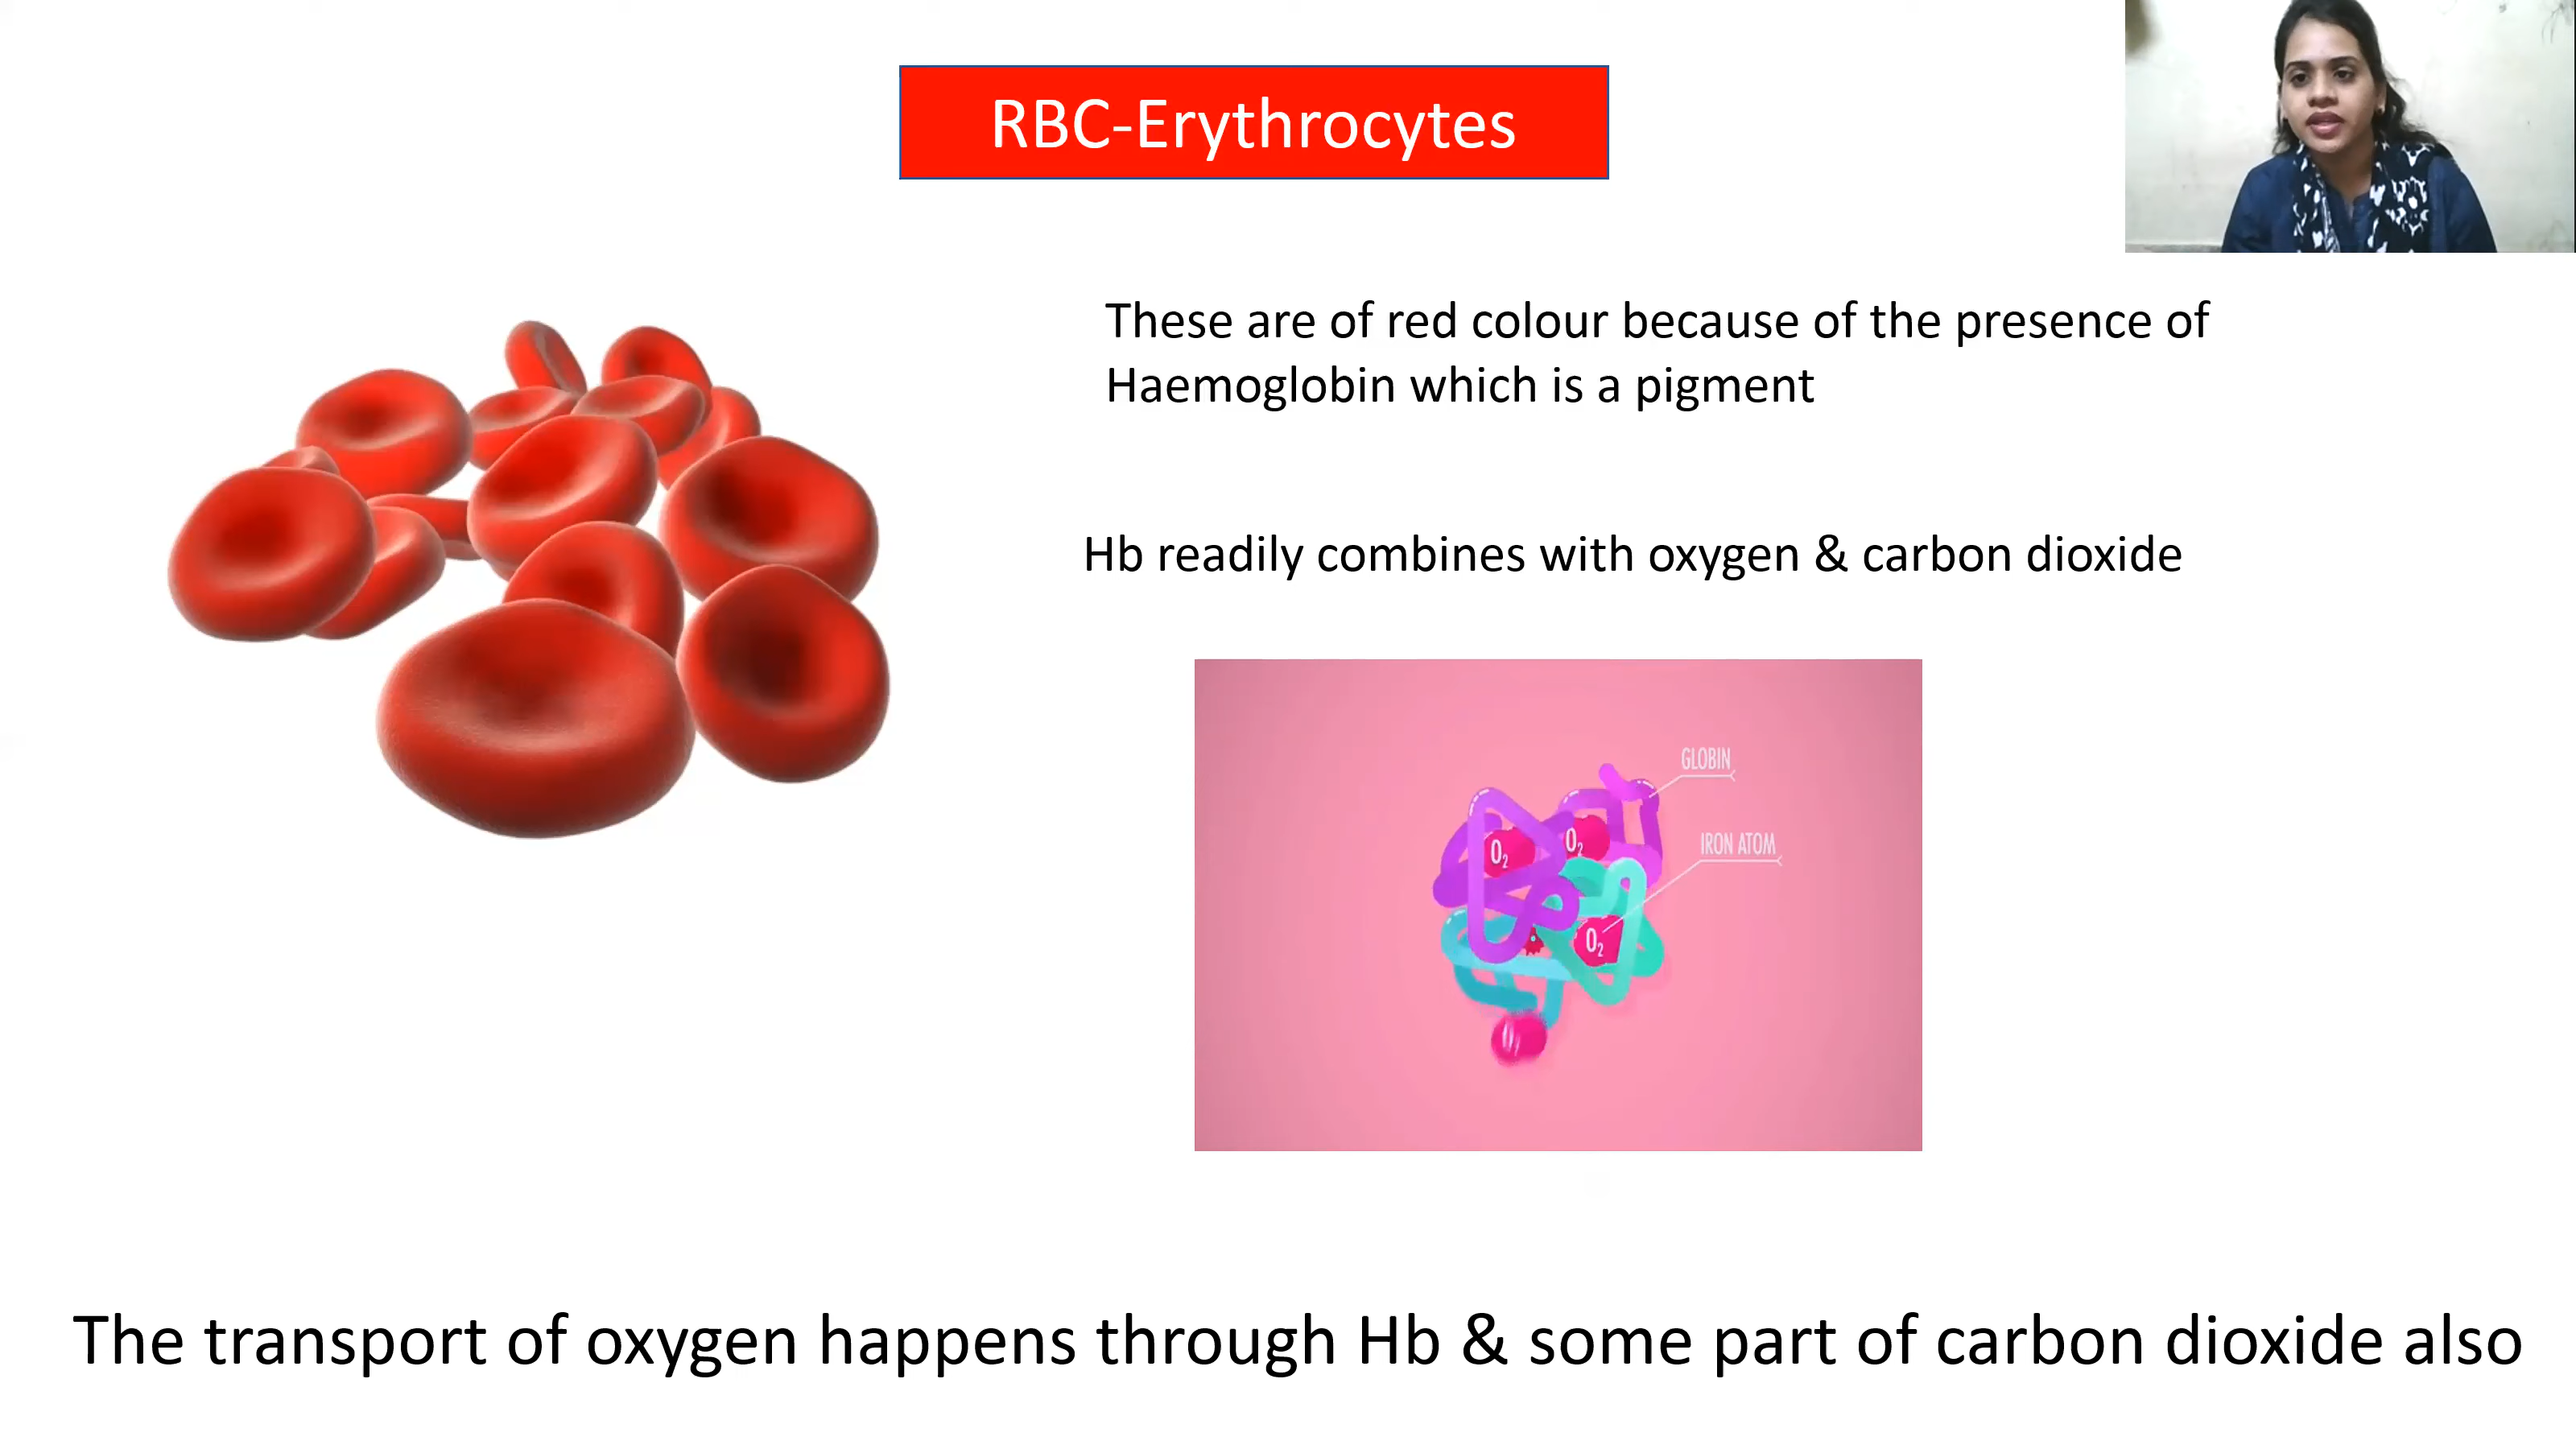 RBC-Erythrocytes
These are of red colour because of the presence of
Haemoglobin which is a pigment
Hb readily combines with oxygen & carbon dioxide
GLOBIN
IRON ATOM
O₂
O₂
O₂
The transport of oxygen happens through Hb & some part of carbon dioxide also